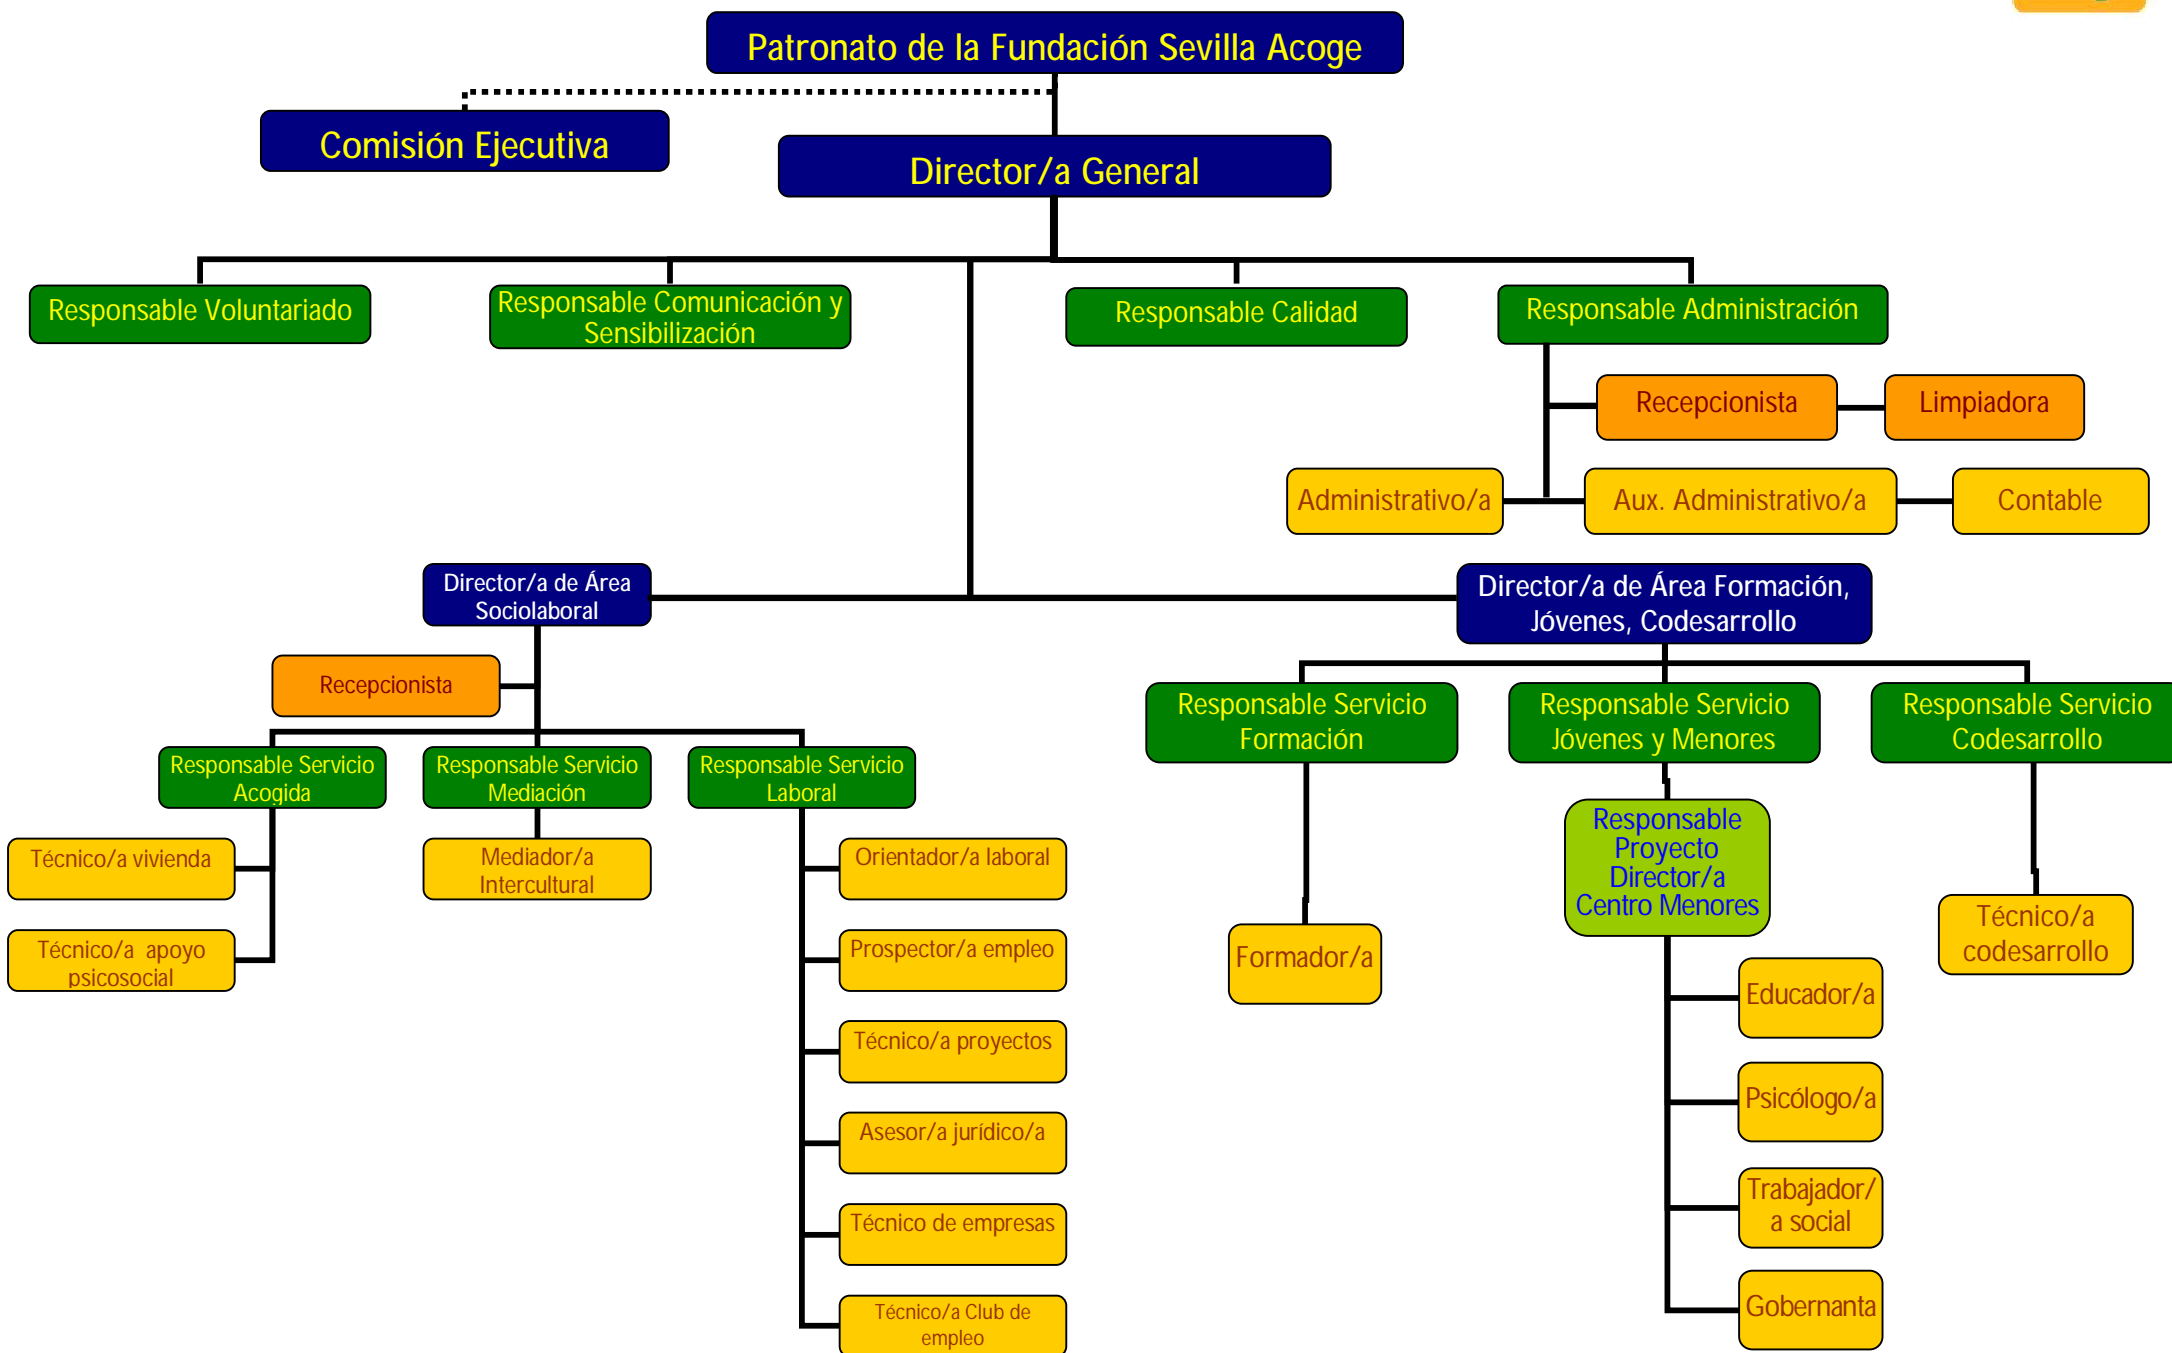 Patronato de la Fundación Sevilla Acoge
Comisión Ejecutiva
Director/a General
Responsable Voluntariado
Responsable Comunicación y
Sensibilización
Responsable Calidad
Responsable Administración
Recepcionista
Limpiadora
Administrativo/a
Aux. Administrativo/a
Contable
Director/a de Área
Sociolaboral
Director/a de Área Formación,
Jóvenes, Codesarrollo
Recepcionista
Responsable Servicio
Acogida
Responsable Servicio
Mediación
Responsable Servicio
Laboral
Responsable Servicio
Formación
Responsable Servicio
Jóvenes y Menores
Responsable Servicio
Codesarrollo
Técnico/a vivienda
Técnico/a apoyo
psicosocial
Mediador/a
Intercultural
Orientador/a laboral
Prospector/a empleo
Técnico/a proyectos
Asesor/a jurídico/a
Técnico de empresas
Técnico/a Club de
empleo
Formador/a
Responsable
Proyecto
Director/a
Centro Menores
Educador/a
Psicólogo/a
Trabajador/
a social
Gobernanta
Técnico/a
codesarrollo